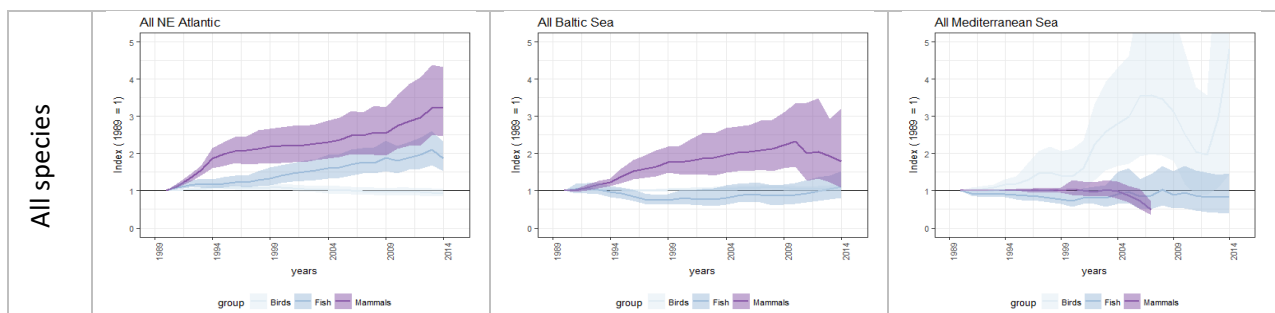 All species
All NE Atlantic
Index ( 1989 = 1)
5
4
3
2
1
0
1989
1994
1999
2004
2009
2014
years
group Birds Fish Mammals
All Baltic Sea
Index ( 1989 = 1)
5
4
3
2
1
0
1989
1994
1999
2004
2009
2014
years
group Birds Fish Mammals
All Mediterranean Sea
Index ( 1989 = 1)
5
4
3
2
1
0
1989
1994
1999
2004
2009
2014
years
group Birds Fish Mammals